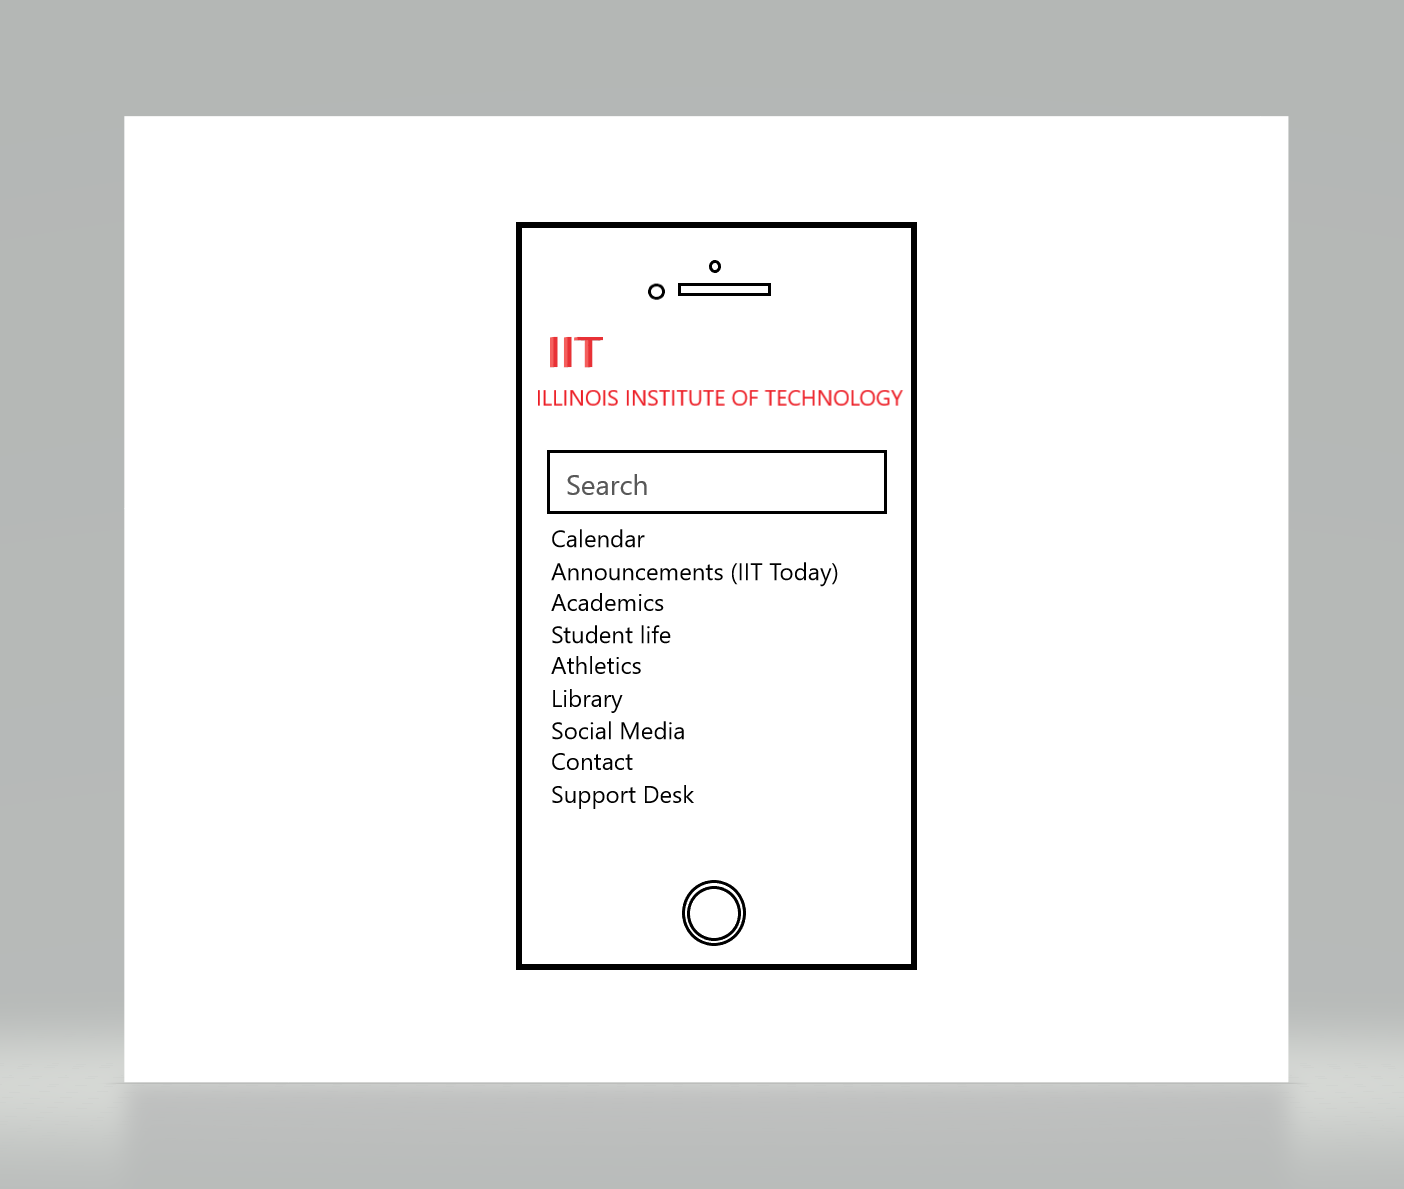 IIT
ILLINOIS INSTITUTE OF TECHNOLOGY
Search
Calendar
Announcements (IIT Today)
Academics
Student life
Athletics
Library
Social Media
Contact
Support Desk